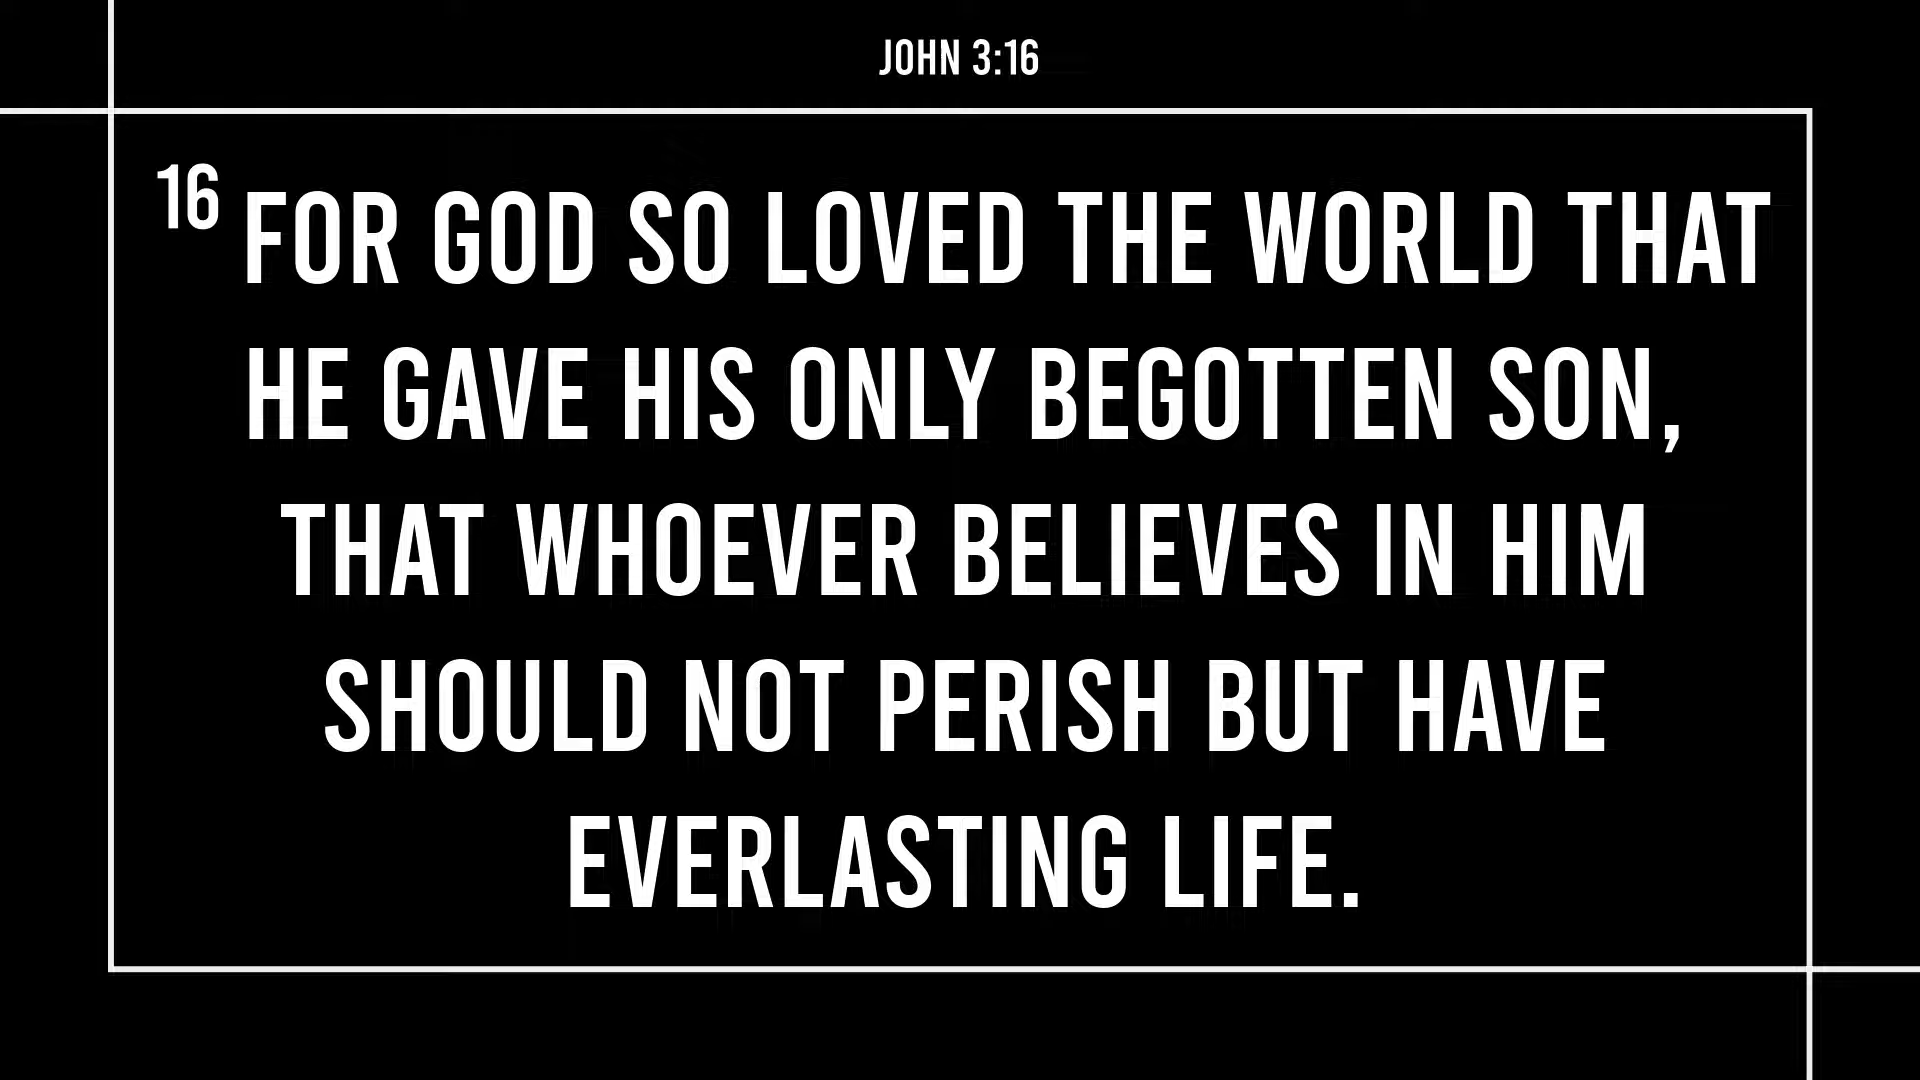 JOHN 3:16
16 FOR GOD SO LOVED THE WORLD THAT
HE GAVE HIS ONLY BEGOTTEN SON,
THAT WHOEVER BELIEVES IN HIM
SHOULD NOT PERISH BUT HAVE
EVERLASTING LIFE.